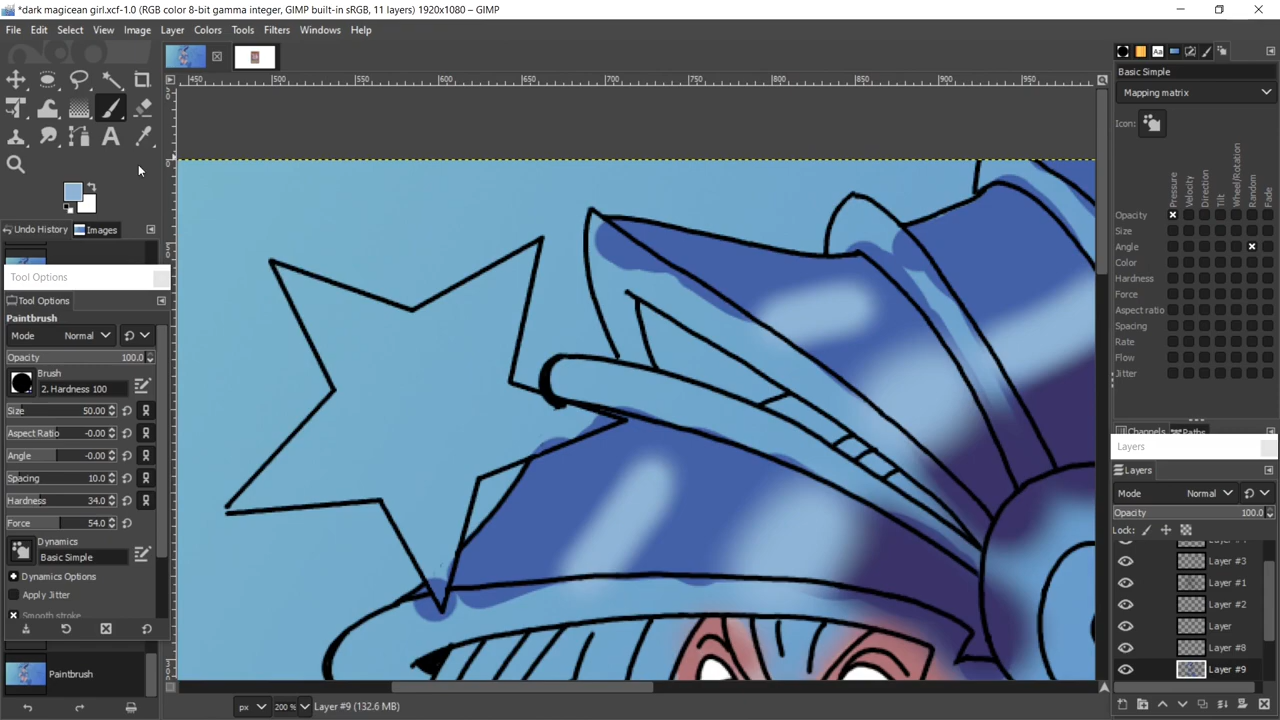 *dark magicean girl.xcf-1.0 (RGB color 8-bit gamma integer, GIMP built-in sRGB, 11 layers) 1920x1080 – GIMP
File Edit Select View Image Layer Colors Tools Filters Windows Help
450 500 550 600 650 700 750 800 850 900 950
Undo History Images
Tool Options
Tool Options
Paintbrush
Mode Normal
Opacity 100.0
Brush
2. Hardness 100
Size 50.00
Aspect Ratio -0.00
Angle -0.00
Spacing 10.0
Hardness 34.0
Force 54.0
Dynamics
Basic Simple
Dynamics Options
Apply Jitter
Smooth stroke
Paintbrush
px 200 % Layer #9 (132.6 MB)
Basic Simple
Mapping matrix
Icon:
Pressure Velocity Direction Tilt Wheel/Rotation Random Fade
Opacity
Size
Angle
Color
Hardness
Force
Aspect ratio
Spacing
Rate
Flow
Jitter
Channels Paths
Layers
Layers
Mode Normal
Opacity 100.0
Lock:
Layer #3
Layer #1
Layer #2
Layer
Layer #8
Layer #9